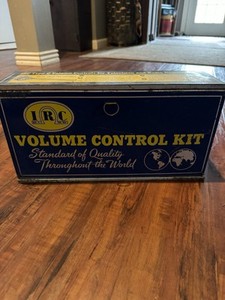 IRC
VOLUME CONTROL KIT
Standard of Quality
Throughout the World